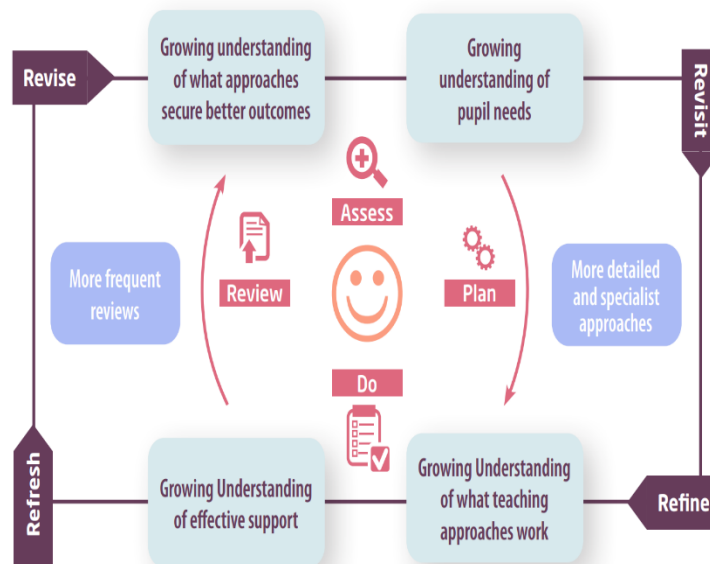 Revise
Growing understanding
of what approaches
secure better outcomes
Growing
understanding of
pupil needs
Revisit
Assess
More frequent
reviews
Review
Plan
More detailed
and specialist
approaches
Do
Refresh
Growing Understanding
of effective support
Growing Understanding
of what teaching
approaches work
Refine